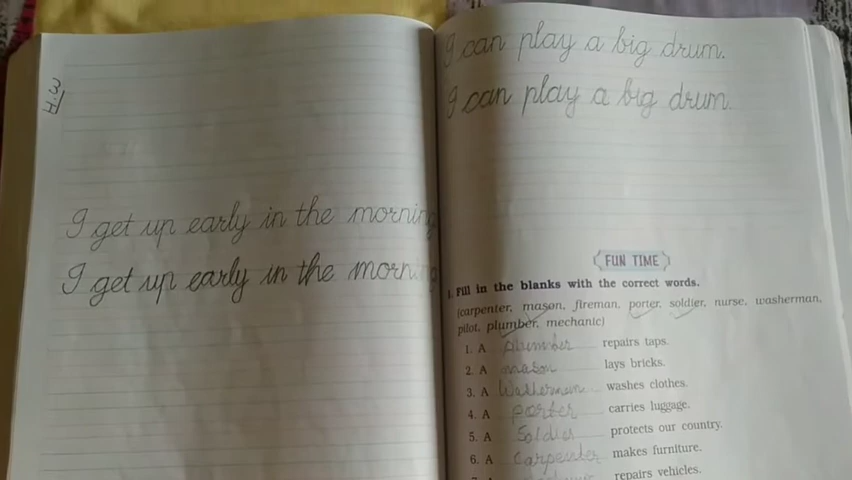 H.W
I get up early in the morning
I get up early in the morning
I can play a big drum.
I can play a big drum.
FUN TIME
1. Fill in the blanks with the correct words.
(carpenter, mason, fireman, porter, soldier, nurse, washerman,
pilot, plumber, mechanic)
1. A plumber repairs taps.
2. A mason lays bricks.
3. A Washerman washes clothes.
4. A porter carries luggage.
5. A Soldier protects our country.
6. A Carpenter makes furniture.
repairs vehicles.